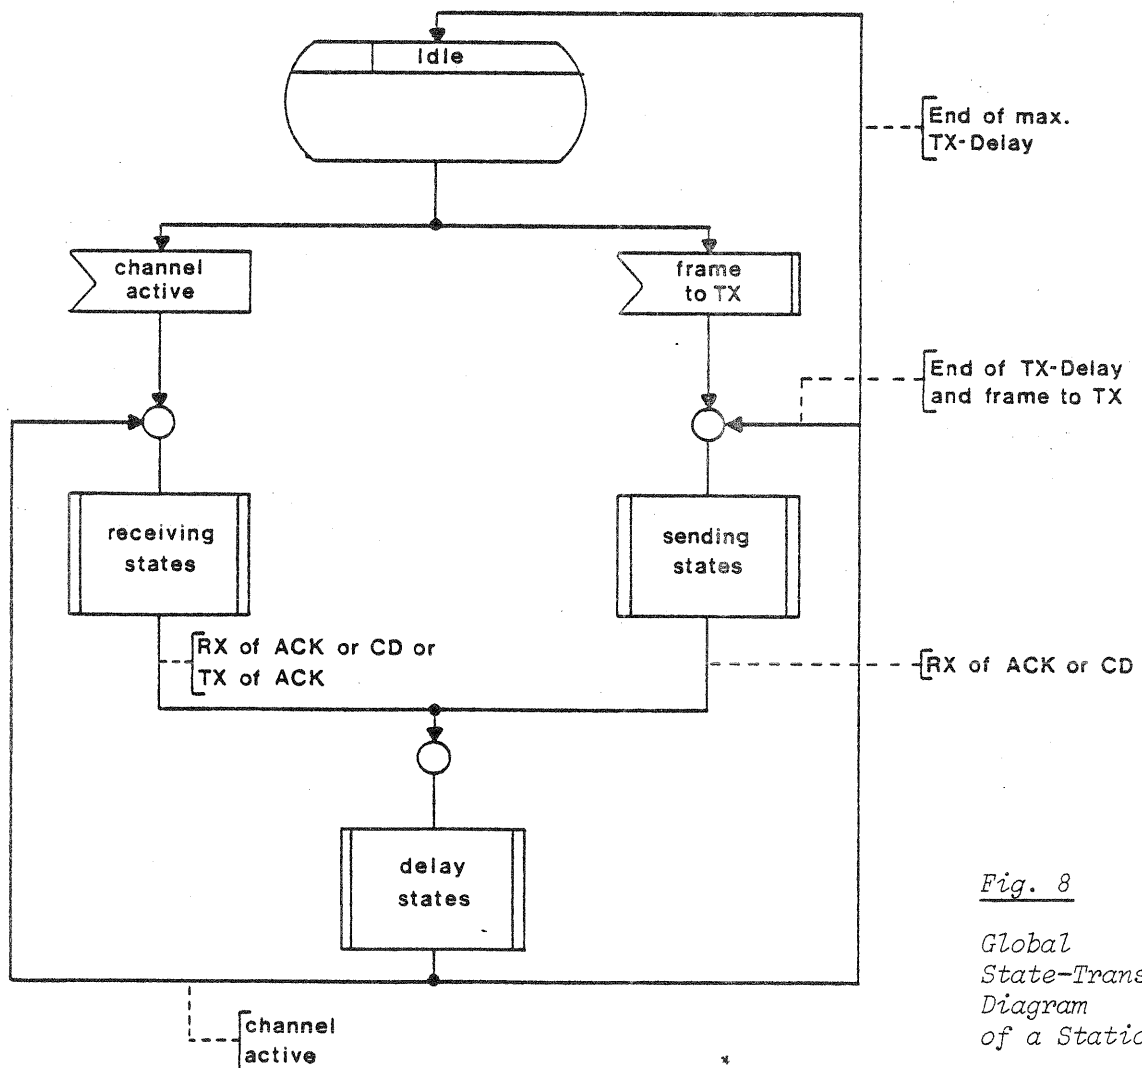 Idle
End of max.
TX-Delay
channel
active
frame
to TX
End of TX-Delay
and frame to TX
receiving
states
sending
states
RX of ACK or CD or
TX of ACK
RX of ACK or CD
delay
states
Fig. 8
Global
State-Trans
Diagram
of a Static
channel
active